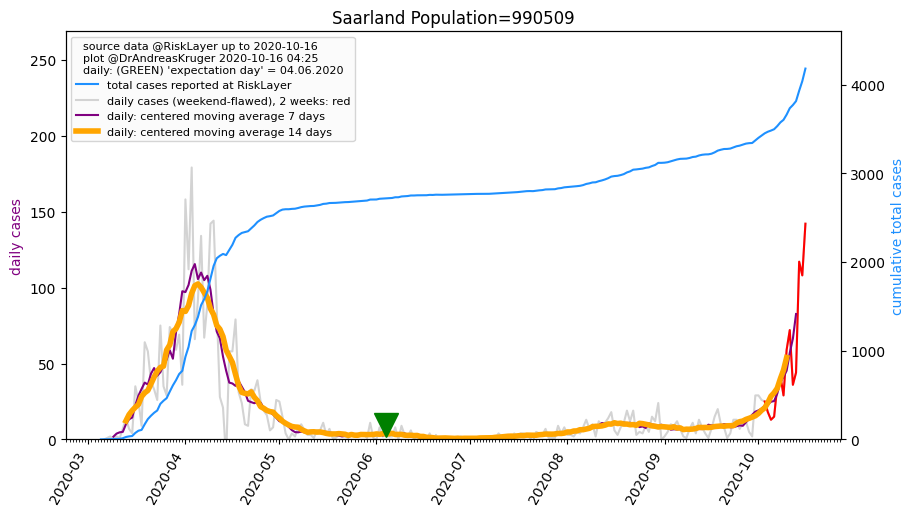 Saarland Population=990509
source data @RiskLayer up to 2020-10-16
plot @DrAndreasKruger 2020-10-16 04:25
daily: (GREEN) 'expectation day' = 04.06.2020
total cases reported at RiskLayer
daily cases (weekend-flawed), 2 weeks: red
daily: centered moving average 7 days
daily: centered moving average 14 days
daily cases
250
200
150
100
50
0
cumulative total cases
4000
3000
2000
1000
0
2020-03
2020-04
2020-05
2020-06
2020-07
2020-08
2020-09
2020-10